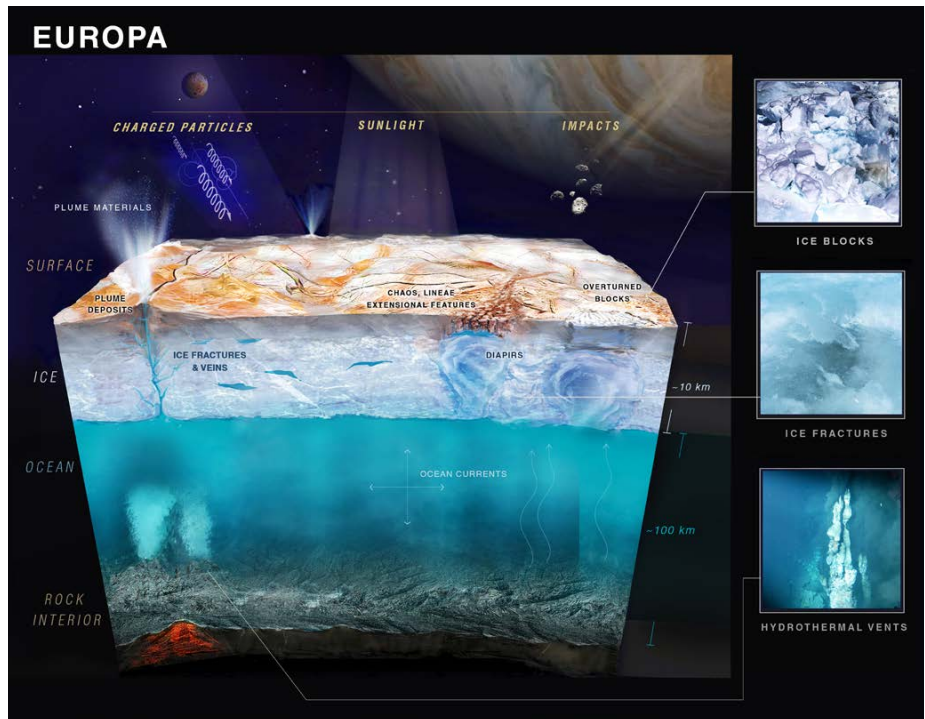 EUROPA
CHARGED PARTICLES
SUNLIGHT
IMPACTS
PLUME MATERIALS
SURFACE
PLUME
DEPOSITS
CHAOS, LINEAE
EXTENSIONAL FEATURES
OVERTURNED
BLOCKS
ICE
ICE FRACTURES
& VEINS
DIAPIRS
~10 km
OCEAN
OCEAN CURRENTS
~100 km
ROCK
INTERIOR
ICE BLOCKS
ICE FRACTURES
HYDROTHERMAL VENTS